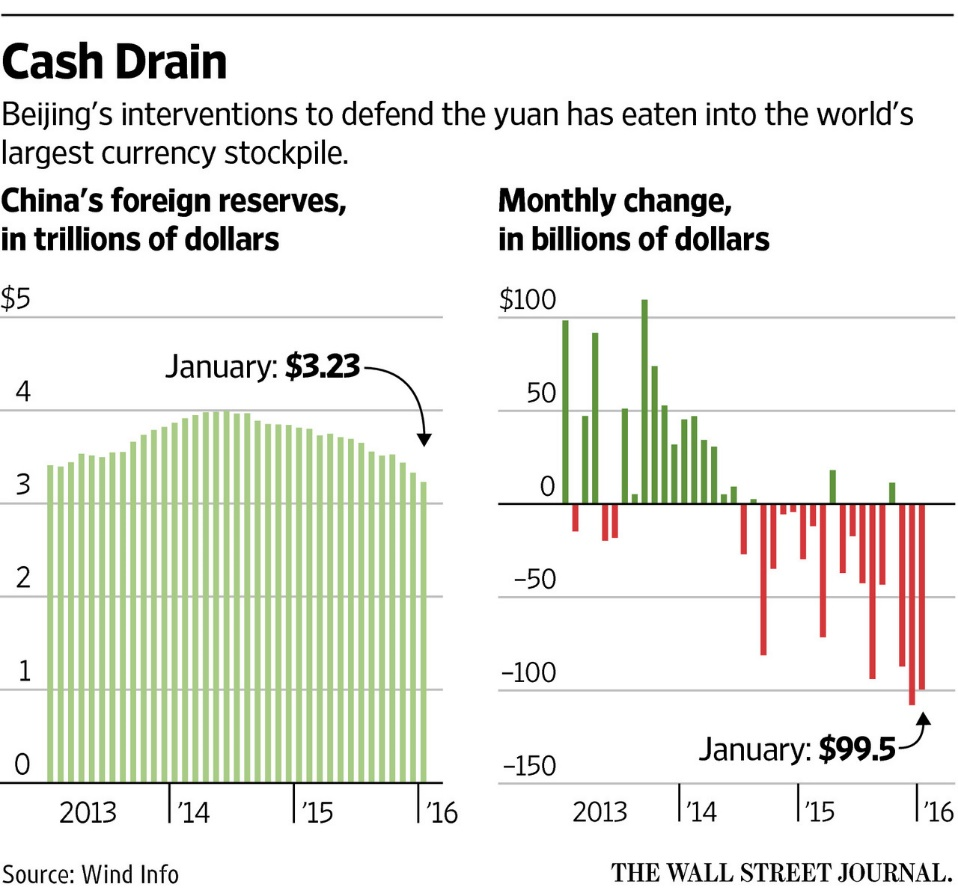 Cash Drain
Beijing's interventions to defend the yuan has eaten into the world's
largest currency stockpile.
China's foreign reserves,
in trillions of dollars
$5
4
3
2
1
0
January: $3.23
2013
'14
'15
'16
Monthly change,
in billions of dollars
$100
50
0
–50
–100
–150
January: $99.5
2013
'14
'15
'16
Source: Wind Info
THE WALL STREET JOURNAL.